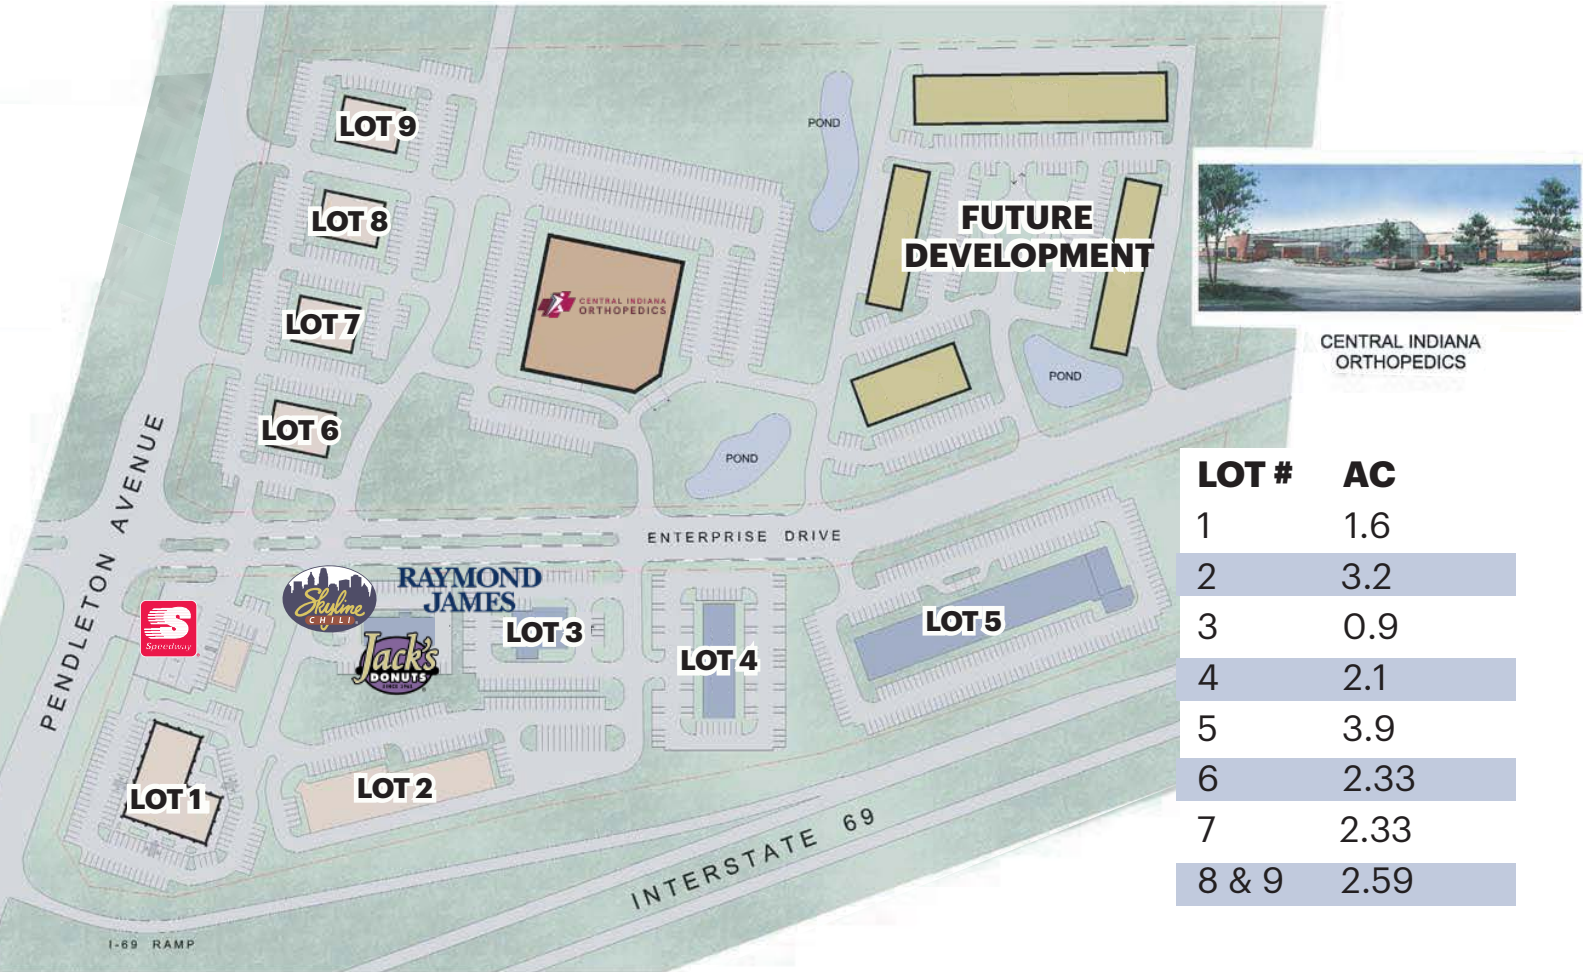 LOT 9
POND
LOT 8
FUTURE
DEVELOPMENT
CENTRAL INDIANA
ORTHOPEDICS
LOT 7
CENTRAL INDIANA
ORTHOPEDICS
POND
LOT 6
POND
PENDLETON AVENUE
ENTERPRISE DRIVE
Skyline
CHILI
RAYMOND
JAMES
S
Speedway
LOT 3
Jack's
DONUTS
SINCE 1961
LOT 4
LOT 5
LOT 1
LOT 2
INTERSTATE 69
I-69 RAMP
LOT # AC
1 1.6
2 3.2
3 0.9
4 2.1
5 3.9
6 2.33
7 2.33
8 & 9 2.59